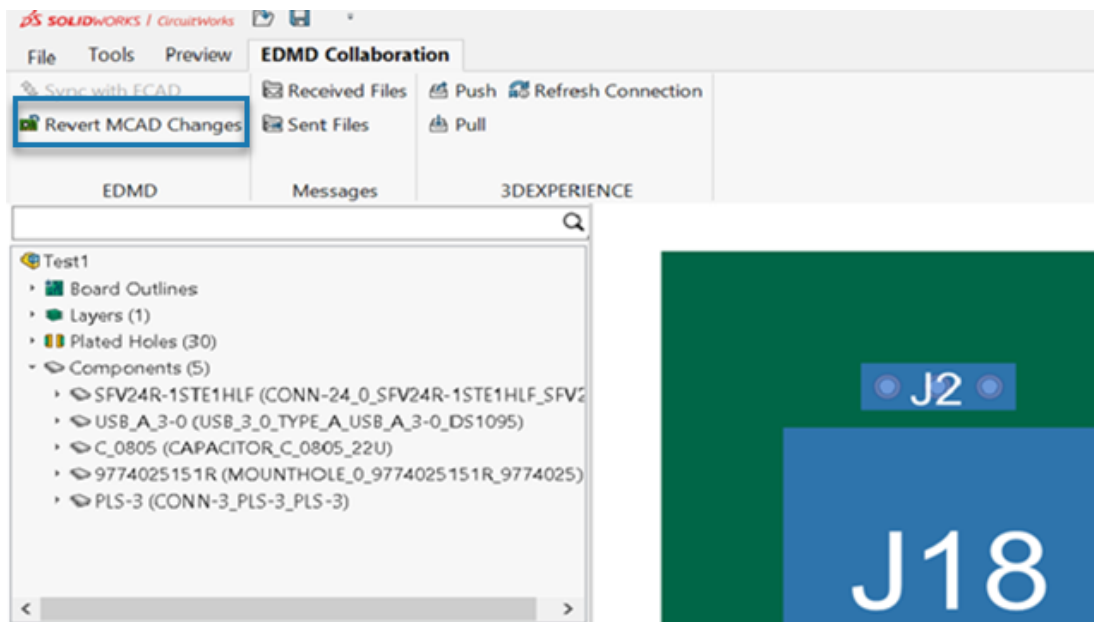 SOLIDWORKS / CircuitWorks
File Tools Preview EDMD Collaboration
Sync with ECAD Received Files Push Refresh Connection
Revert MCAD Changes Sent Files Pull
EDMD Messages 3DEXPERIENCE
Test1
Board Outlines
Layers (1)
Plated Holes (30)
Components (5)
SFV24R-1STE1HLF (CONN-24_0_SFV24R-1STE1HLF_SFV2
USB_A_3-0 (USB_3_0_TYPE_A_USB_A_3-0_DS1095)
C_0805 (CAPACITOR_C_0805_22U)
9774025151R (MOUNTHOLE_0_9774025151R_9774025)
PLS-3 (CONN-3_PLS-3_PLS-3)
J2
J18